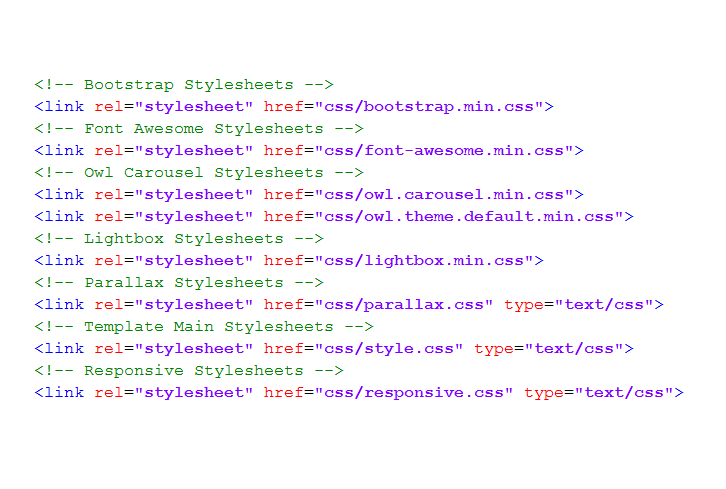 <!-- Bootstrap Stylesheets -->
<link rel="stylesheet" href="css/bootstrap.min.css">
<!-- Font Awesome Stylesheets -->
<link rel="stylesheet" href="css/font-awesome.min.css">
<!-- Owl Carousel Stylesheets -->
<link rel="stylesheet" href="css/owl.carousel.min.css">
<link rel="stylesheet" href="css/owl.theme.default.min.css">
<!-- Lightbox Stylesheets -->
<link rel="stylesheet" href="css/lightbox.min.css">
<!-- Parallax Stylesheets -->
<link rel="stylesheet" href="css/parallax.css" type="text/css">
<!-- Template Main Stylesheets -->
<link rel="stylesheet" href="css/style.css" type="text/css">
<!-- Responsive Stylesheets -->
<link rel="stylesheet" href="css/responsive.css" type="text/css">